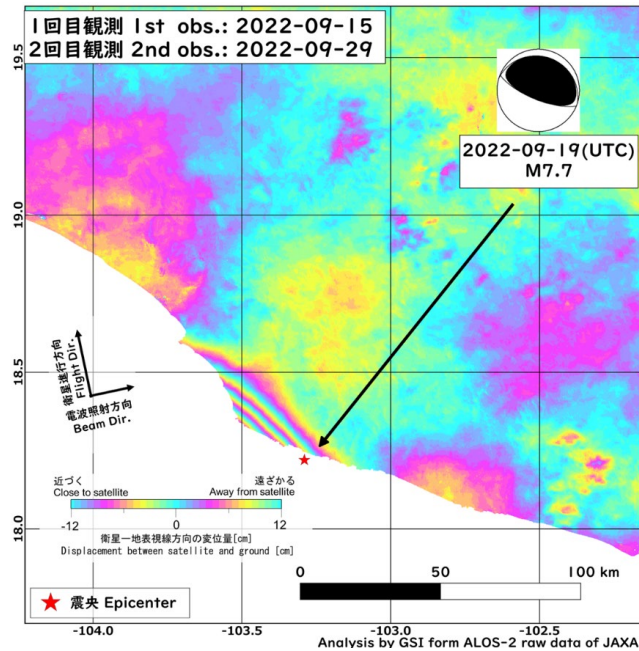 1回目観測 1st obs.: 2022-09-15
2回目観測 2nd obs.: 2022-09-29
19.5
2022-09-19(UTC)
M7.7
19.0
衛星進行方向
Flight Dir.
電波照射方向
Beam Dir.
18.5
近づく 遠ざかる
Close to satellite Away from satellite
-12 0 12
衛星―地表視線方向の変位量[cm]
Displacement between satellite and ground [cm]
18.0
0 50 100 km
震央 Epicenter
-104.0 -103.5 -103.0 -102.5
Analysis by GSI form ALOS-2 raw data of JAXA